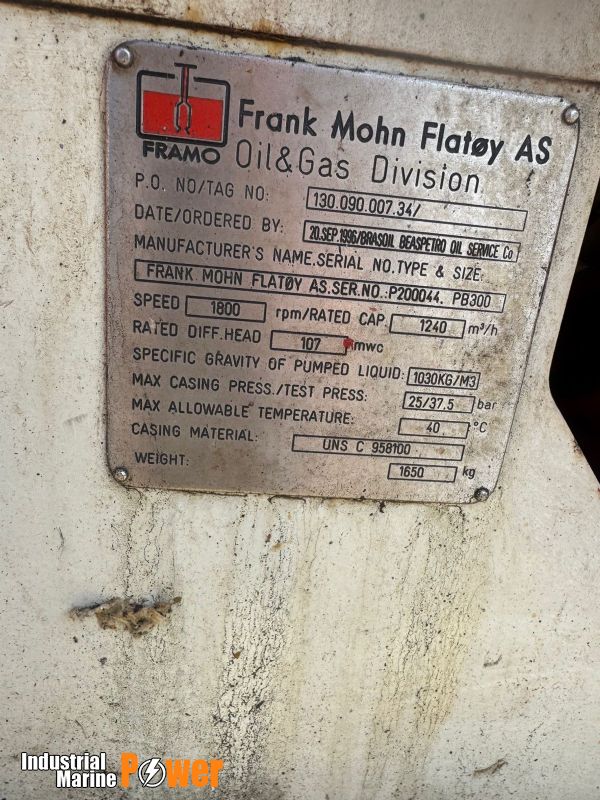 FRAMO
Frank Mohn Flatøy AS
Oil&Gas Division
P.O. NO/TAG NO: 130.090.007.34/
DATE/ORDERED BY: 20.SEP.1996/BRASOIL BEASPETRO OIL SERVICE Co
MANUFACTURER'S NAME,SERIAL NO,TYPE & SIZE:
FRANK MOHN FLATØY AS.SER.NO.:P200044. PB300
SPEED 1800 rpm/RATED CAP. 1240 m³/h
RATED DIFF.HEAD 107 mwc
SPECIFIC GRAVITY OF PUMPED LIQUID: 1030KG/M3
MAX CASING PRESS./TEST PRESS: 25/37.5 bar
MAX ALLOWABLE TEMPERATURE: 40 °C
CASING MATERIAL: UNS C 958100
WEIGHT: 1650 kg
Industrial
Marine Power